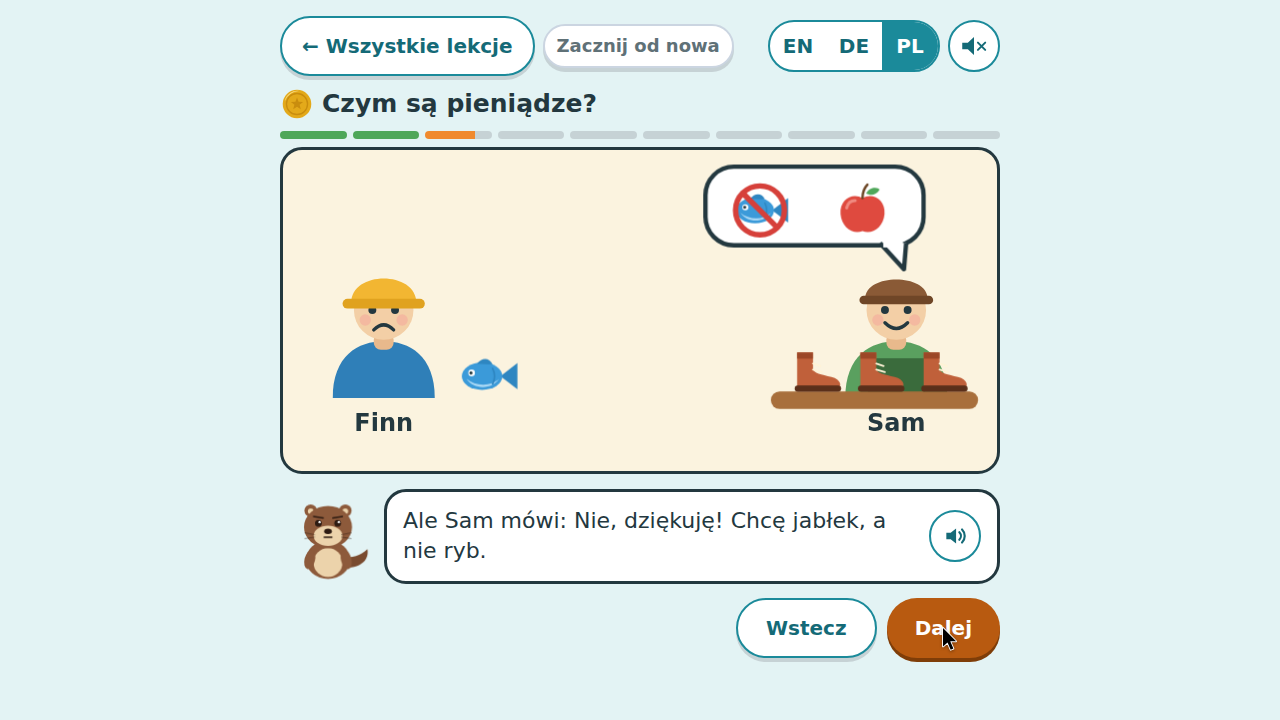 ← Wszystkie lekcje
Zacznij od nowa
EN DE PL
Czym są pieniądze?
Finn
Sam
Ale Sam mówi: Nie, dziękuję! Chcę jabłek, a
nie ryb.
Wstecz
Dalej